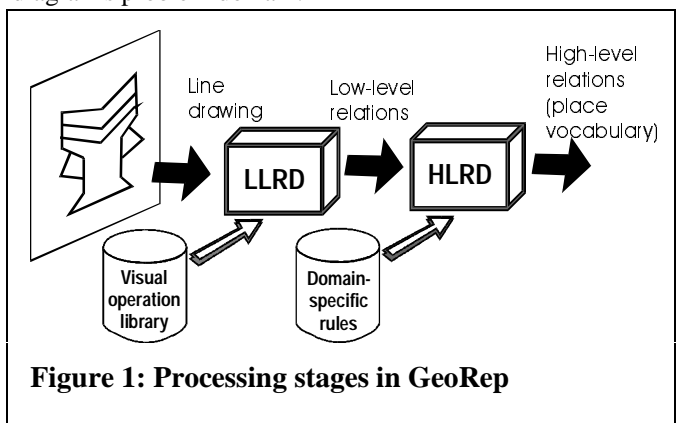 Line
drawing
Low-level
relations
High-level
relations
(place
vocabulary)
LLRD
HLRD
Visual
operation
library
Domain-
specific
rules
Figure 1: Processing stages in GeoRep